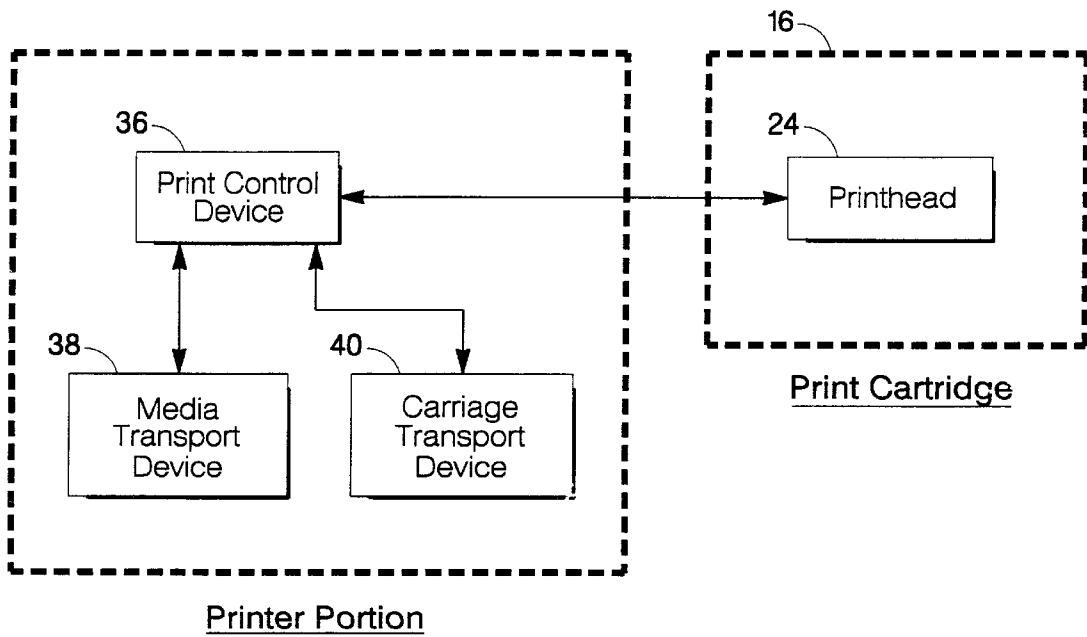 16
36
Print Control
Device
24
Printhead
38
Media
Transport
Device
40
Carriage
Transport
Device
Print Cartridge
Printer Portion